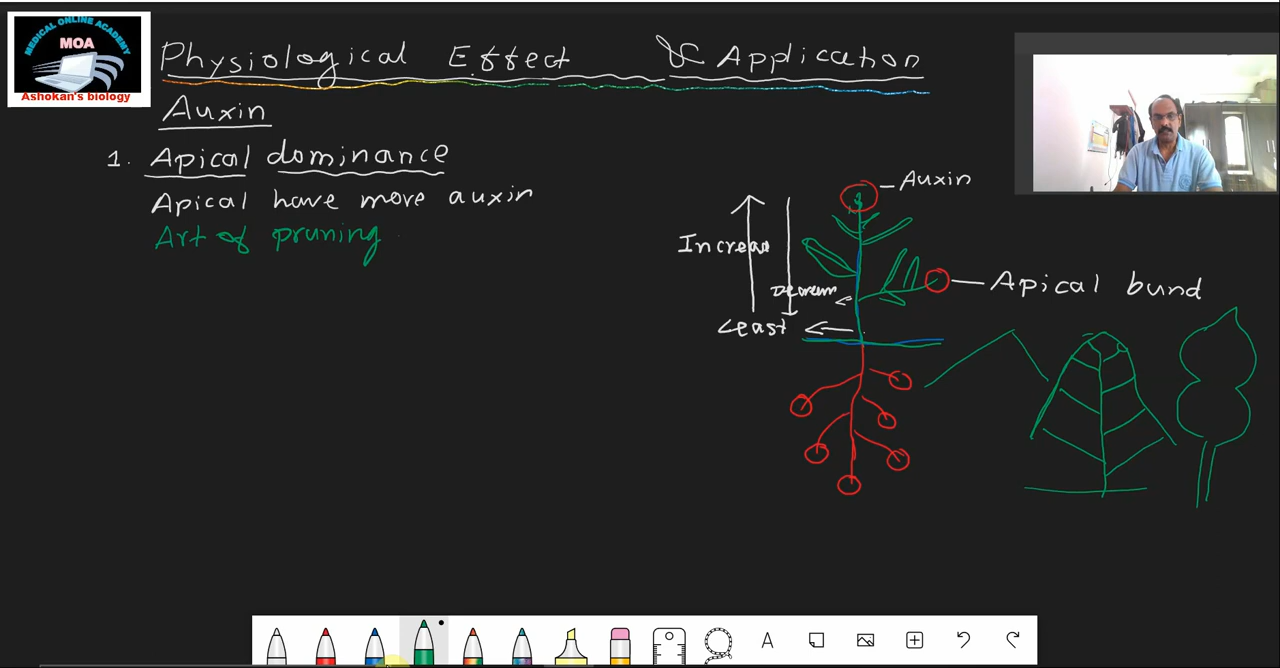 MEDICAL ONLINE ACADEMY
MOA
Ashokan's biology
Physiological Effect & Application
Auxin
1. Apical dominance
Apical have more auxin
Art of pruning
Auxin
Increase
Apical bund
Least
A